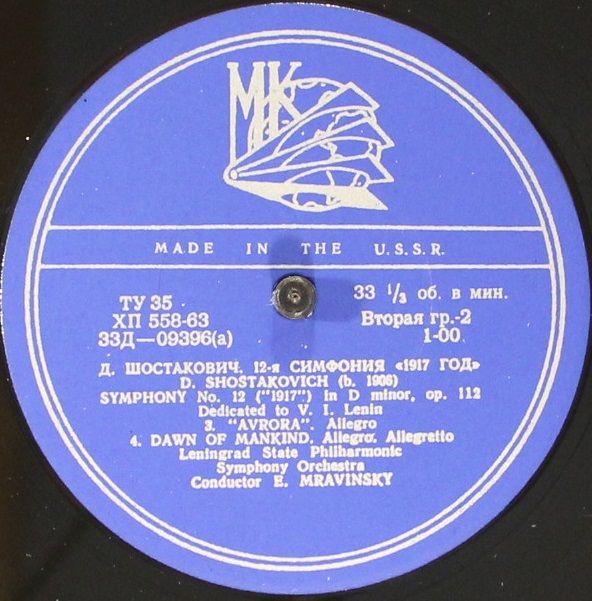 МК
MADE IN THE U.S.S.R.
ТУ 35
ХП 558-63
33Д—09396(а)
33 1/3 об. в мин.
Вторая гр.-2
1-00
Д. ШОСТАКОВИЧ. 12-я СИМФОНИЯ «1917 ГОД»
D. SHOSTAKOVICH (b. 1906)
SYMPHONY No. 12 ("1917") in D minor, op. 112
Dedicated to V. I. Lenin
3. "AVRORA". Allegro
4. DAWN OF MANKIND. Allegro. Allegretto
Leningrad State Philharmonic
Symphony Orchestra
Conductor E. MRAVINSKY